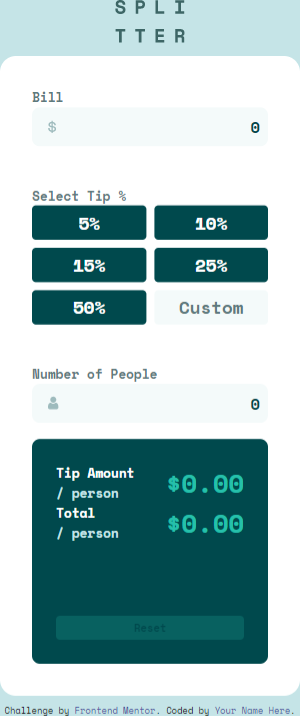 SPLI
TTER
Bill
$ 0
Select Tip %
5% 10%
15% 25%
50% Custom
Number of People
0
Tip Amount
/ person
$0.00
Total
/ person
$0.00
Reset
Challenge by Frontend Mentor. Coded by Your Name Here.